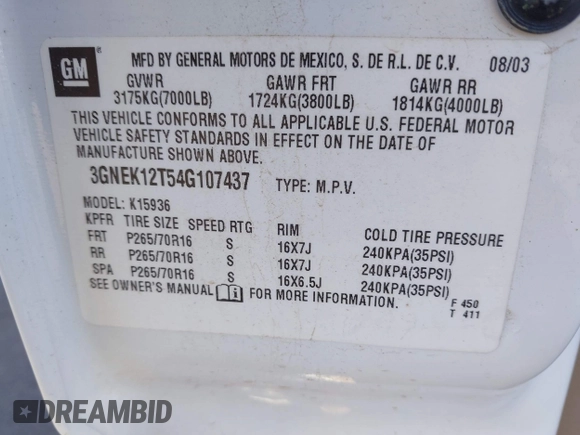 GM
MFD BY GENERAL MOTORS DE MEXICO, S. DE R.L. DE C.V. 08/03
GVWR GAWR FRT GAWR RR
3175KG(7000LB) 1724KG(3800LB) 1814KG(4000LB)
THIS VEHICLE CONFORMS TO ALL APPLICABLE U.S. FEDERAL MOTOR
VEHICLE SAFETY STANDARDS IN EFFECT ON THE DATE OF
MANUFACTURE SHOWN ABOVE.
3GNEK12T54G107437 TYPE: M.P.V.
MODEL: K15936
KPFR TIRE SIZE SPEED RTG RIM COLD TIRE PRESSURE
FRT P265/70R16 S 16X7J 240KPA(35PSI)
RR P265/70R16 S 16X7J 240KPA(35PSI)
SPA P265/70R16 S 16X6.5J 240KPA(35PSI)
SEE OWNER'S MANUAL FOR MORE INFORMATION.
F 450
T 411
DREAMBID